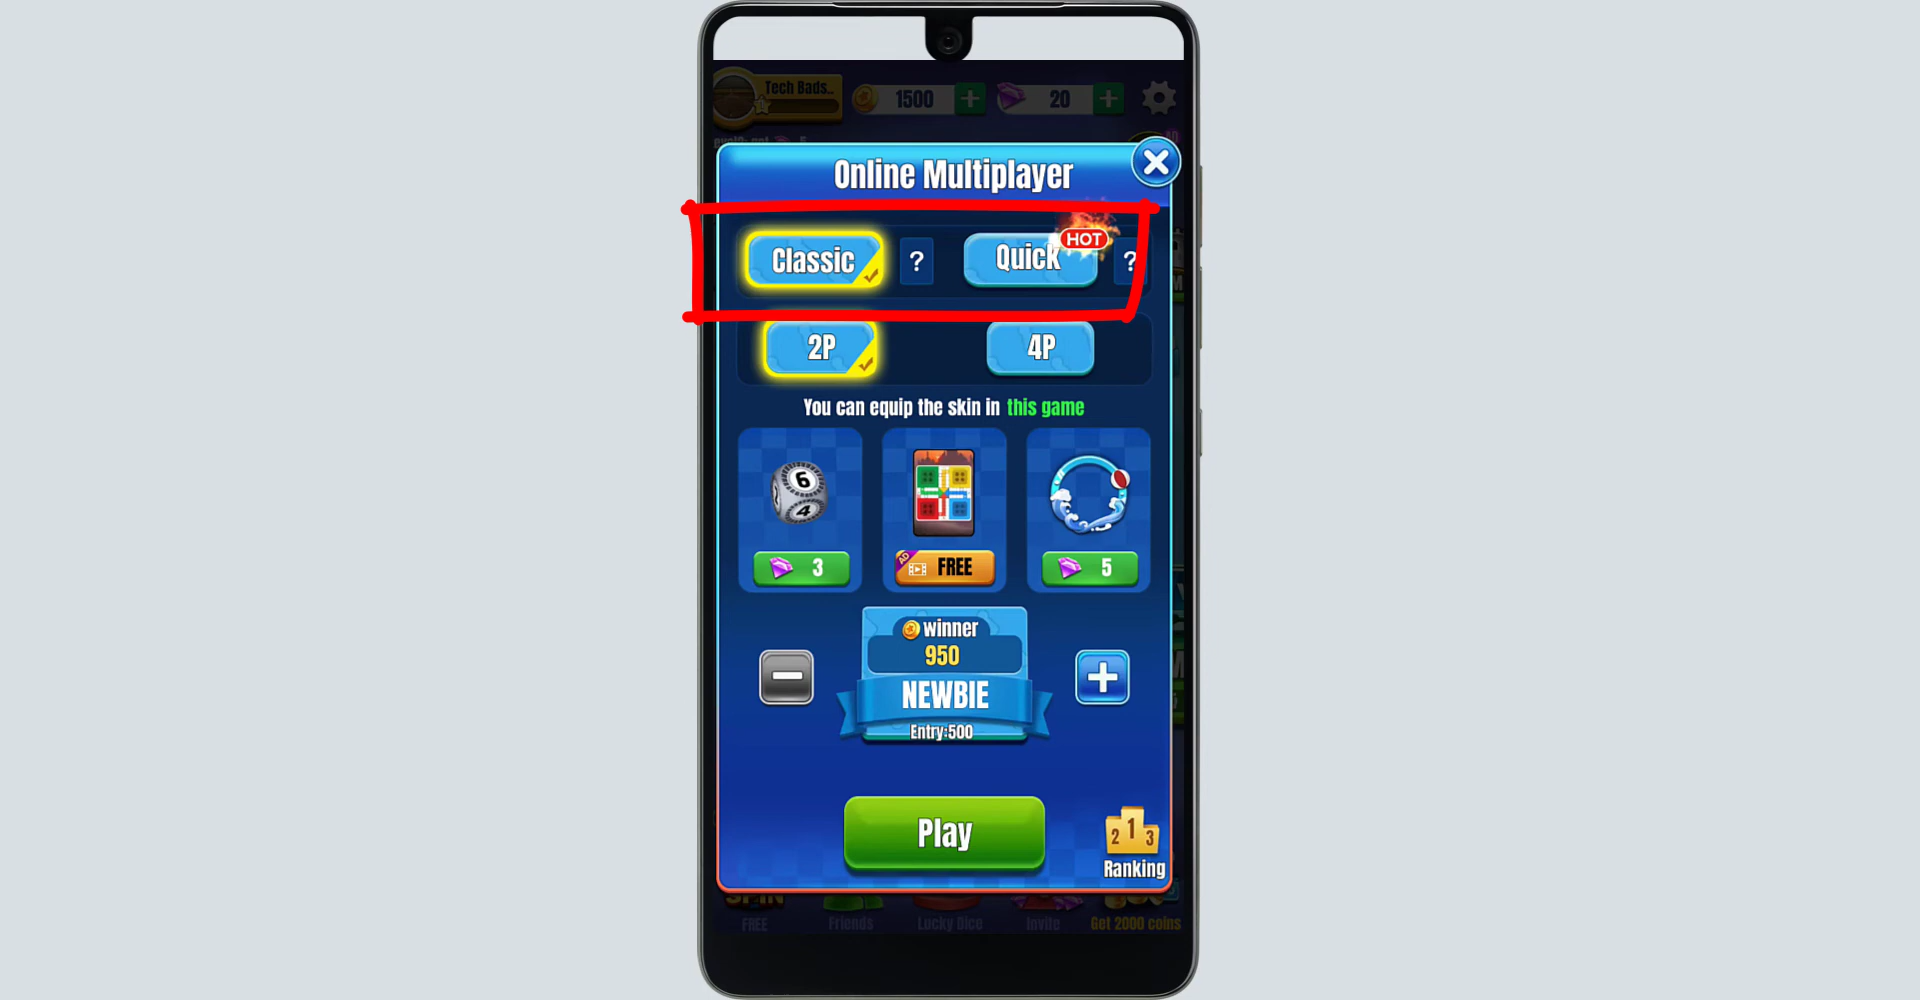 Tech Bads..
1500
20
Online Multiplayer
Classic
?
Quick
HOT
?
2P
4P
You can equip the skin in this game
6
4
3
AD
FREE
5
winner
950
NEWBIE
Entry:500
Play
2 1 3
Ranking
SPIN
FREE
Friends
Lucky Dice
Invite
Get 2000 coins